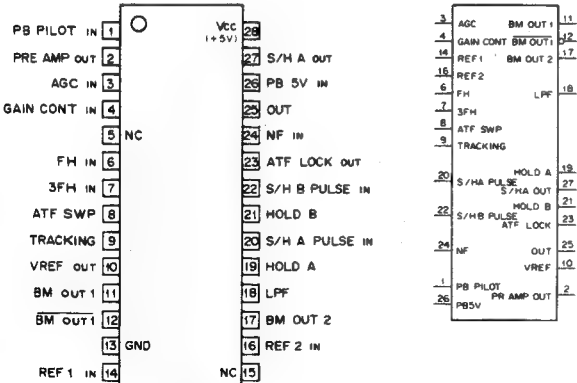 PB PILOT IN 1
PRE AMP OUT 2
AGC IN 3
GAIN CONT IN 4
5 NC
FH IN 6
3FH IN 7
ATF SWP 8
TRACKING 9
VREF OUT 10
BM OUT 1 11
BM OUT 1 12
13 GND
REF 1 IN 14
Vcc 28
(+5V)
27 S/H A OUT
26 PB 5V IN
25 OUT
24 NF IN
23 ATF LOCK OUT
22 S/H B PULSE IN
21 HOLD B
20 S/H A PULSE IN
19 HOLD A
18 LPF
17 BM OUT 2
16 REF 2 IN
NC 15
3 AGC BM OUT 1 11
4 GAIN CONT BM OUT 1 12
14 REF 1 BM OUT 2 17
16 REF2
6 FH LPF 18
7 3FH
8 ATF SWP
9 TRACKING
HOLD A 19
20 S/HA PULSE S/HA OUT 27
HOLD B 21
22 S/H B PULSE ATF LOCK 23
24 NF OUT 25
VREF 10
1 PB PILOT
PR AMP OUT 2
26 PB5V